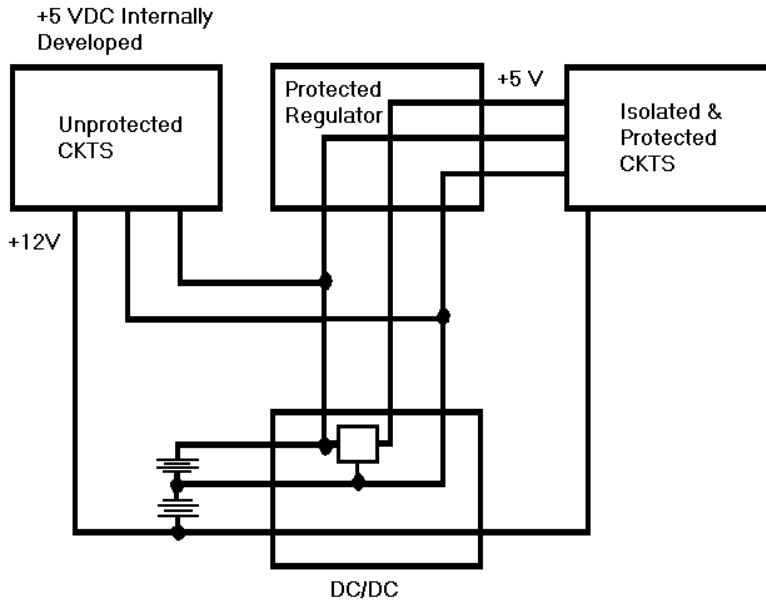 +5 VDC Internally
Developed
Unprotected
CKTS
Protected
Regulator
+5 V
Isolated &
Protected
CKTS
+12V
DC/DC